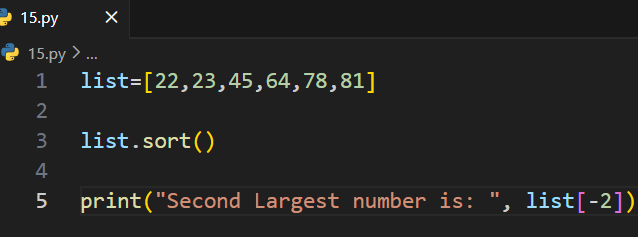 15.py
15.py > ...
1 list=[22,23,45,64,78,81]
2
3 list.sort()
4
5 print("Second Largest number is: ", list[-2])